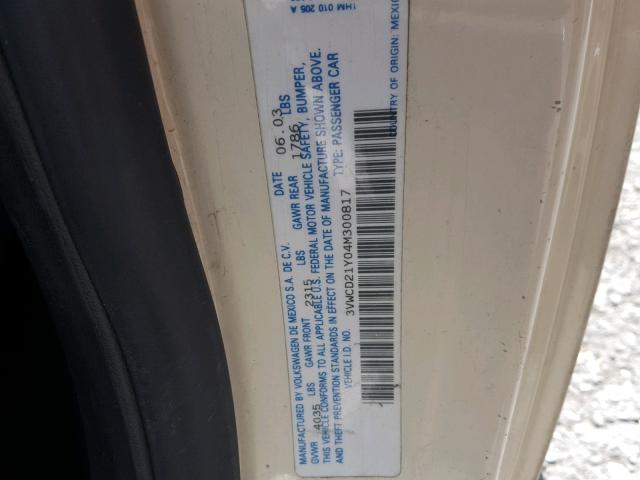 1HM 010 205 A
MANUFACTURED BY VOLKSWAGEN DE MEXICO S.A. DE C.V. DATE 06.03
GVWR 4035 LBS GAWR FRONT 2315 LBS GAWR REAR 1786 LBS
THIS VEHICLE CONFORMS TO ALL APPLICABLE U.S. FEDERAL MOTOR VEHICLE SAFETY, BUMPER,
AND THEFT PREVENTION STANDARDS IN EFFECT ON THE DATE OF MANUFACTURE SHOWN ABOVE.
VEHICLE I.D. NO. 3VWCD21Y04M300817 TYPE: PASSENGER CAR
COUNTRY OF ORIGIN: MEXICO